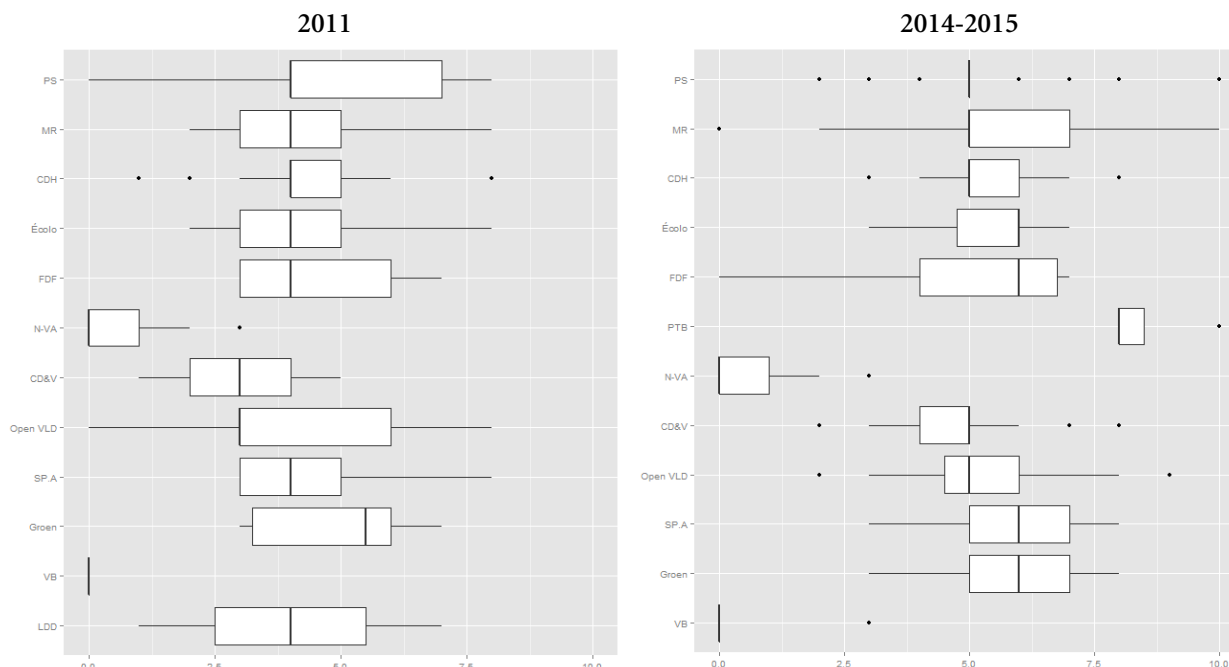 2011
PS
MR
CDH
Écolo
FDF
N-VA
CD&V
Open VLD
SP.A
Groen
VB
LDD
0.0 2.5 5.0 7.5 10.0
2014-2015
PS
MR
CDH
Écolo
FDF
PTB
N-VA
CD&V
Open VLD
SP.A
Groen
VB
0.0 2.5 5.0 7.5 10.0